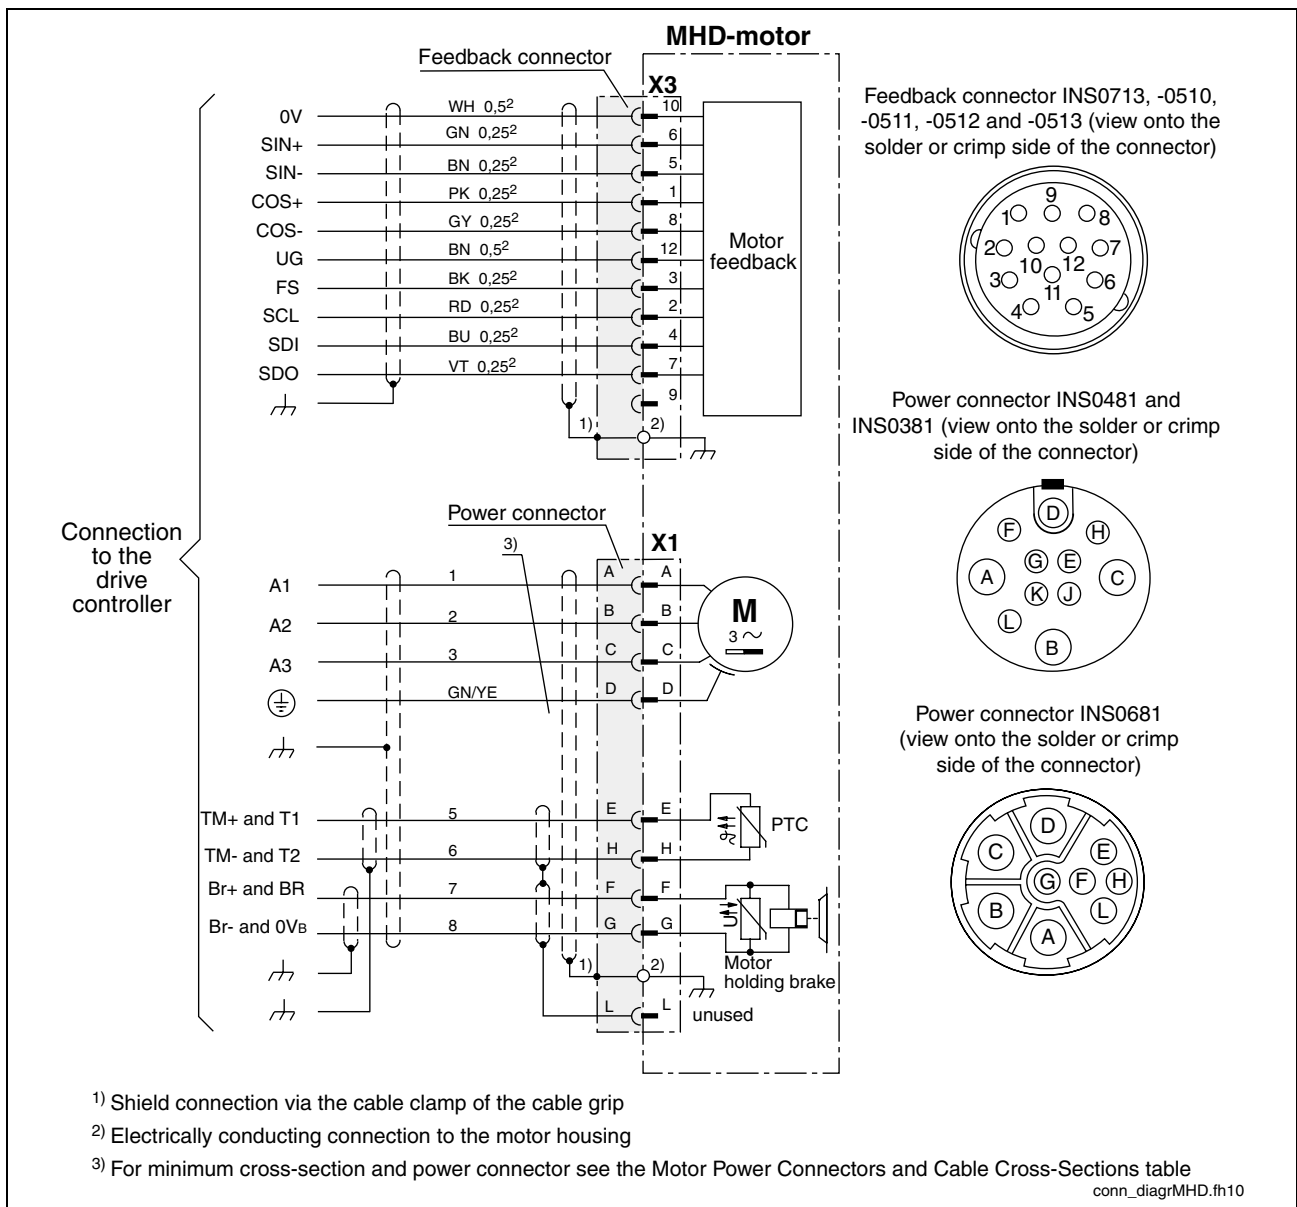 MHD-motor
Feedback connector
X3
0V WH 0,5² 10
SIN+ GN 0,25² 6
SIN- BN 0,25² 5
COS+ PK 0,25² 1
COS- GY 0,25² 8
UG BN 0,5² 12
FS BK 0,25² 3
SCL RD 0,25² 2
SDI BU 0,25² 4
SDO VT 0,25² 7
9
1) 2)
Motor
feedback
Connection
to the
drive
controller
Power connector
3)
X1
A1 1 A A
A2 2 B B
A3 3 C C
GN/YE D D
M
3 ~
TM+ and T1 5 E E
TM- and T2 6 H H
PTC
ϑ
Br+ and BR 7 F F
Br- and 0VB 8 G G
U
Motor
holding brake
1) 2)
L L unused
Feedback connector INS0713, -0510,
-0511, -0512 and -0513 (view onto the
solder or crimp side of the connector)
9
1 8
2 10 12 7
3 11 6
4 5
Power connector INS0481 and
INS0381 (view onto the solder or crimp
side of the connector)
D
F H
G E
A C
K J
L
B
Power connector INS0681
(view onto the solder or crimp
side of the connector)
D
C E
G F H
B L
A
1) Shield connection via the cable clamp of the cable grip
2) Electrically conducting connection to the motor housing
3) For minimum cross-section and power connector see the Motor Power Connectors and Cable Cross-Sections table
conn_diagrMHD.fh10